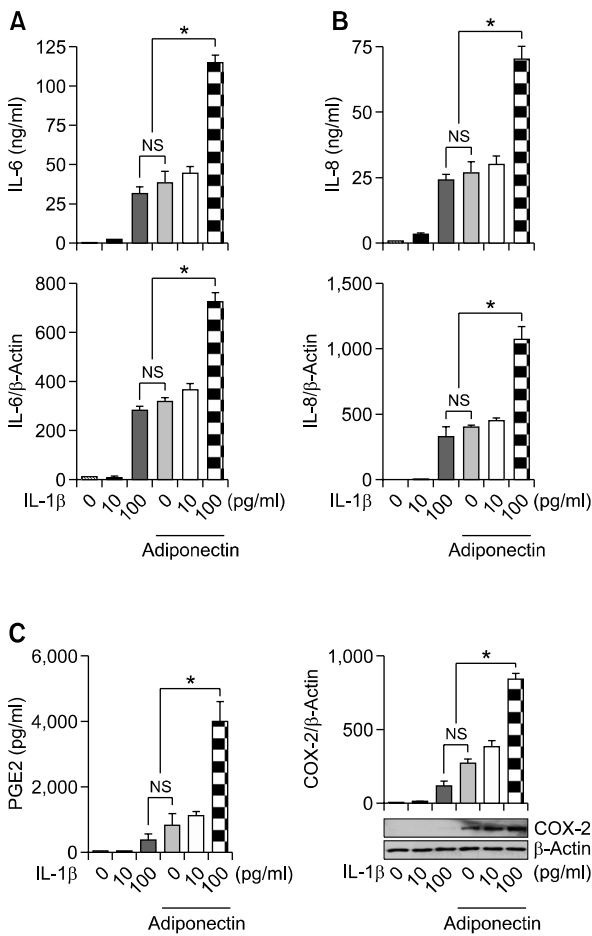 A
B
125
100
75
50
25
0
IL-6 (ng/ml)
NS
*
75
50
25
0
IL-8 (ng/ml)
NS
*
800
600
400
200
0
IL-6/β-Actin
NS
*
IL-1β 0 10 100 0 10 100 (pg/ml)
Adiponectin
1,500
1,000
500
0
IL-8/β-Actin
NS
*
IL-1β 0 10 100 0 10 100 (pg/ml)
Adiponectin
C
6,000
4,000
2,000
0
PGE2 (pg/ml)
NS
*
IL-1β 0 10 100 0 10 100 (pg/ml)
Adiponectin
1,000
500
0
COX-2/β-Actin
NS
*
COX-2
β-Actin
IL-1β 0 10 100 0 10 100 (pg/ml)
Adiponectin